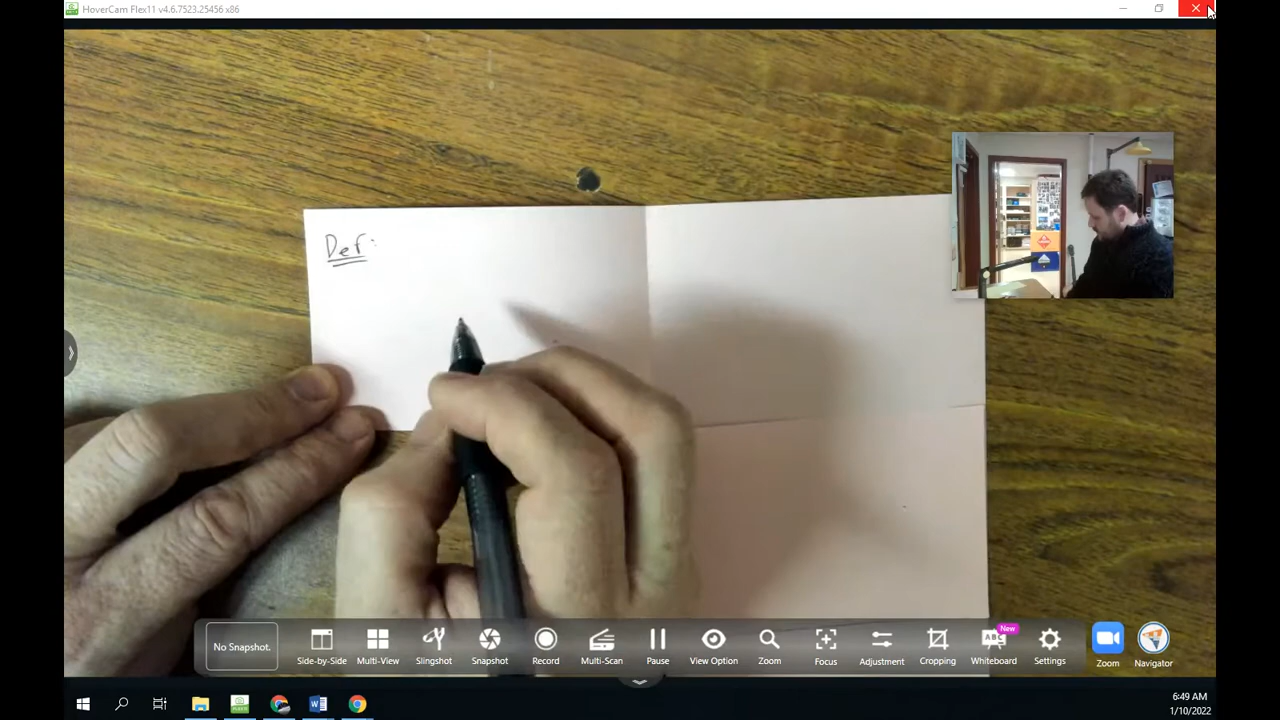 HoverCam Flex11 v4.6.7523.25456 x86
Def:
No Snapshot.
Side-by-Side
Multi-View
Slingshot
Snapshot
Record
Multi-Scan
Pause
View Option
Zoom
Focus
Adjustment
Cropping
New
ABC
Whiteboard
Settings
Zoom
Navigator
6:49 AM
1/10/2022